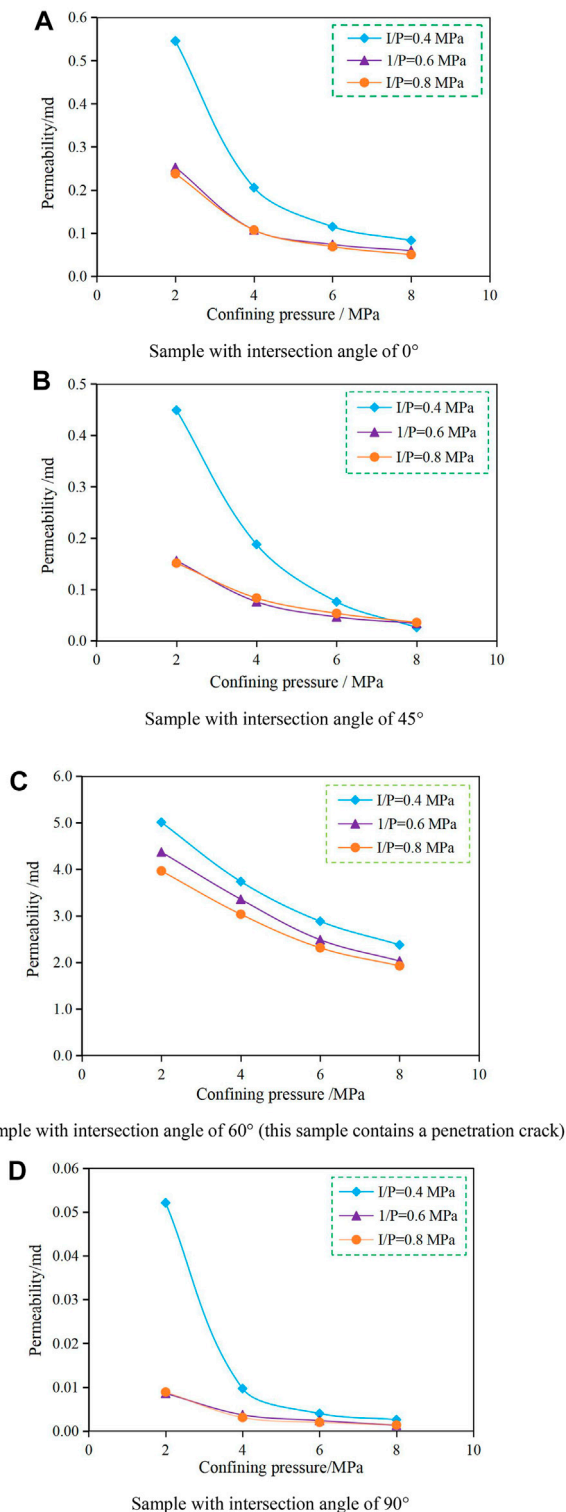 A
0.6
0.5
0.4
0.3
0.2
0.1
0.0
Permeability/md
I/P=0.4 MPa
1/P=0.6 MPa
I/P=0.8 MPa
0 2 4 6 8 10
Confining pressure / MPa
Sample with intersection angle of 0°
B
0.5
0.4
0.3
0.2
0.1
0.0
Permeability /md
I/P=0.4 MPa
1/P=0.6 MPa
I/P=0.8 MPa
0 2 4 6 8 10
Confining pressure / MPa
Sample with intersection angle of 45°
C
6.0
5.0
4.0
3.0
2.0
1.0
0.0
Permeability /md
I/P=0.4 MPa
1/P=0.6 MPa
I/P=0.8 MPa
0 2 4 6 8 10
Confining pressure /MPa
mple with intersection angle of 60° (this sample contains a penetration crack)
D
0.06
0.05
0.04
0.03
0.02
0.01
0.00
Permeability/md
I/P=0.4 MPa
1/P=0.6 MPa
I/P=0.8 MPa
0 2 4 6 8 10
Confining pressure/MPa
Sample with intersection angle of 90°